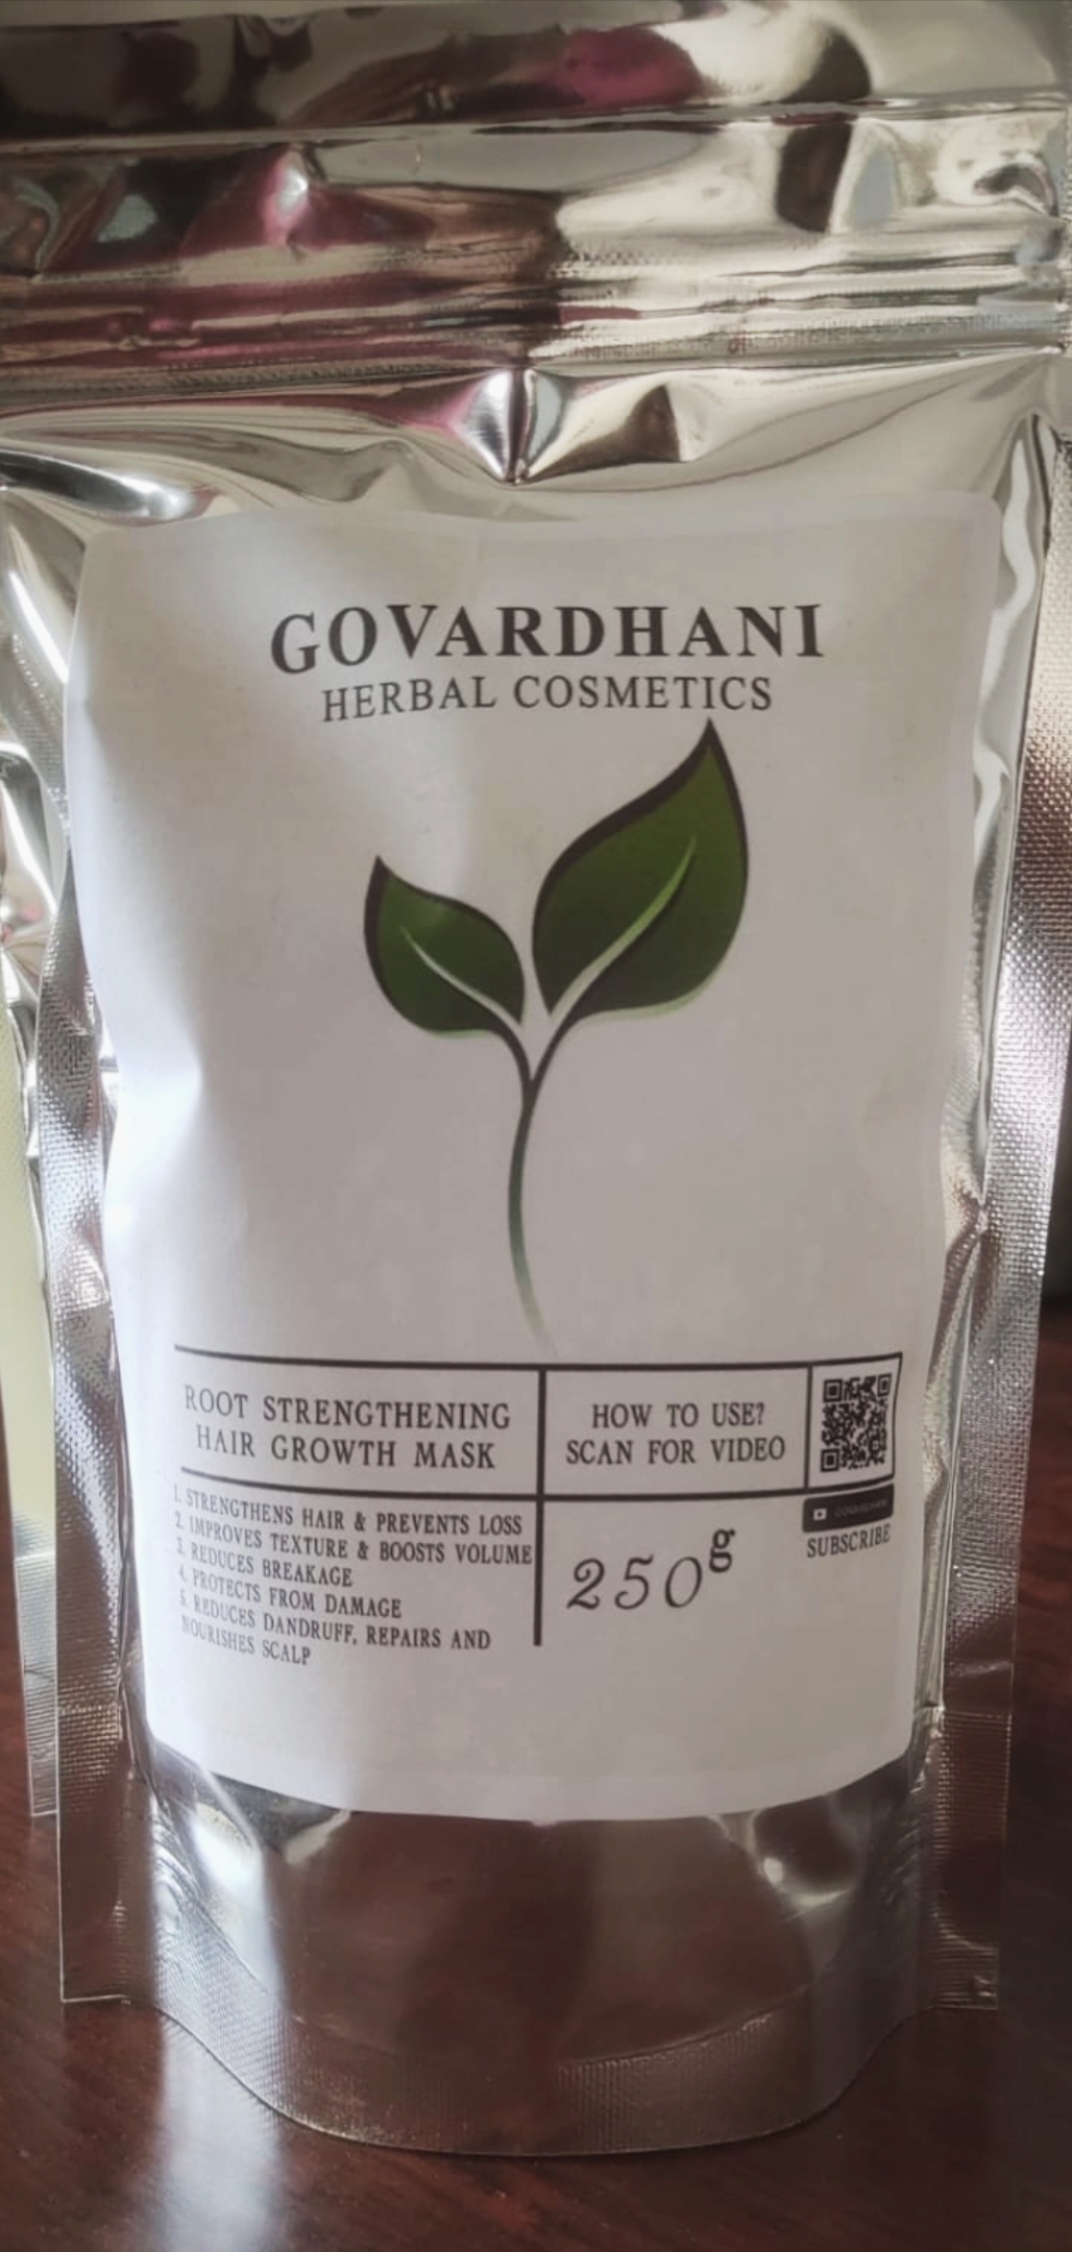 GOVARDHANI
HERBAL COSMETICS
ROOT STRENGTHENING
HAIR GROWTH MASK
HOW TO USE?
SCAN FOR VIDEO
1. STRENGTHENS HAIR & PREVENTS LOSS
2. IMPROVES TEXTURE & BOOSTS VOLUME
3. REDUCES BREAKAGE
4. PROTECTS FROM DAMAGE
5. REDUCES DANDRUFF, REPAIRS AND
NOURISHES SCALP
250g
SUBSCRIBE